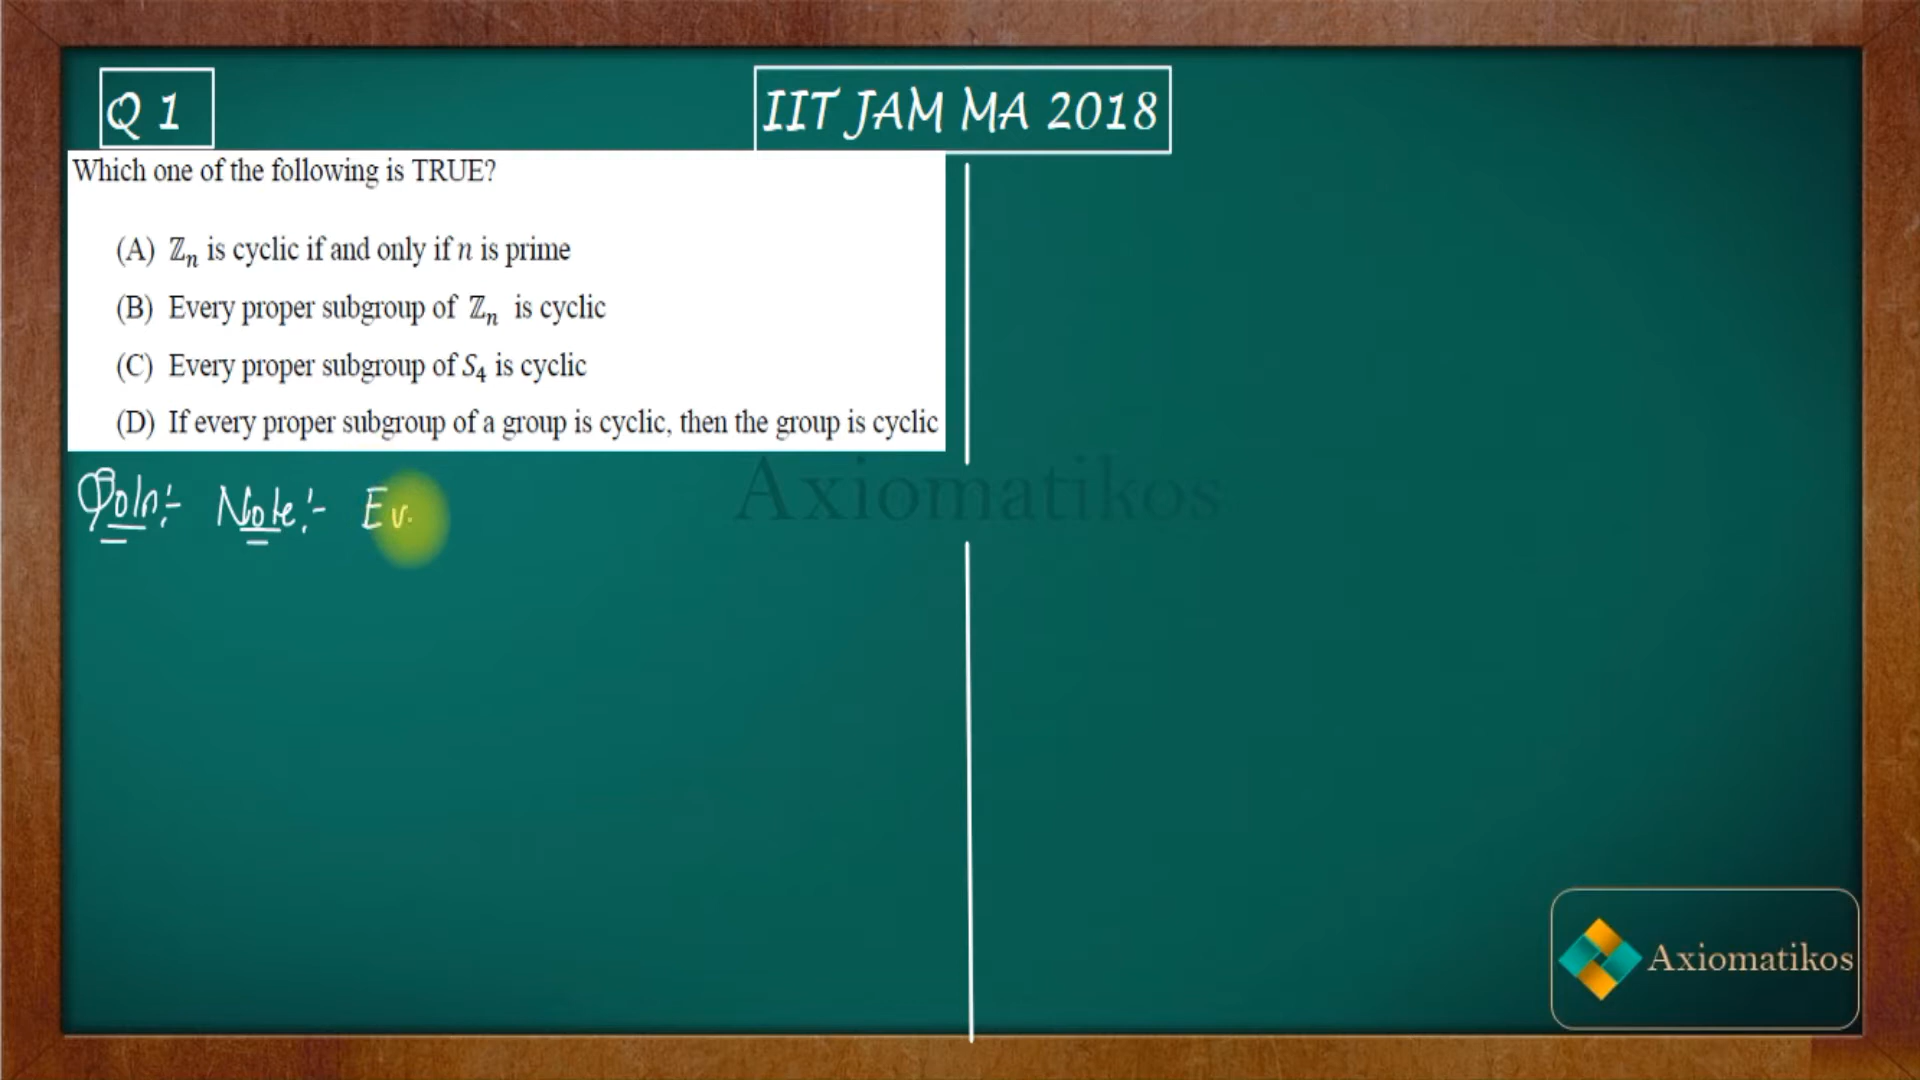 Q 1
IIT JAM MA 2018
Which one of the following is TRUE?
(A) ℤₙ is cyclic if and only if n is prime
(B) Every proper subgroup of ℤₙ is cyclic
(C) Every proper subgroup of S₄ is cyclic
(D) If every proper subgroup of a group is cyclic, then the group is cyclic
Soln:- Note:- Ev
Axiomatikos
Axiomatikos